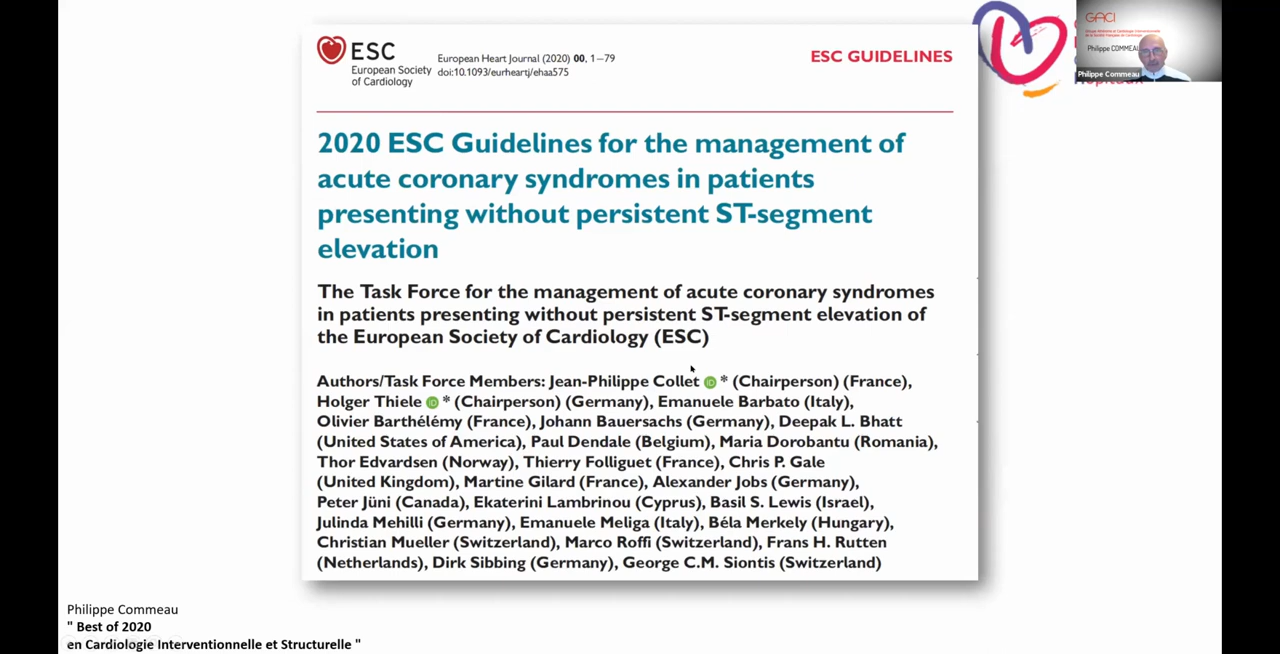 ESC
European Society
of Cardiology
European Heart Journal (2020) 00, 1–79
doi:10.1093/eurheartj/ehaa575
ESC GUIDELINES
GACI
Philippe COMMEAU
Philippe Commeau
2020 ESC Guidelines for the management of
acute coronary syndromes in patients
presenting without persistent ST-segment
elevation
The Task Force for the management of acute coronary syndromes
in patients presenting without persistent ST-segment elevation of
the European Society of Cardiology (ESC)
Authors/Task Force Members: Jean-Philippe Collet iD * (Chairperson) (France),
Holger Thiele iD * (Chairperson) (Germany), Emanuele Barbato (Italy),
Olivier Barthélémy (France), Johann Bauersachs (Germany), Deepak L. Bhatt
(United States of America), Paul Dendale (Belgium), Maria Dorobantu (Romania),
Thor Edvardsen (Norway), Thierry Folliguet (France), Chris P. Gale
(United Kingdom), Martine Gilard (France), Alexander Jobs (Germany),
Peter Jüni (Canada), Ekaterini Lambrinou (Cyprus), Basil S. Lewis (Israel),
Julinda Mehilli (Germany), Emanuele Meliga (Italy), Béla Merkely (Hungary),
Christian Mueller (Switzerland), Marco Roffi (Switzerland), Frans H. Rutten
(Netherlands), Dirk Sibbing (Germany), George C.M. Siontis (Switzerland)
Philippe Commeau
" Best of 2020
en Cardiologie Interventionnelle et Structurelle "